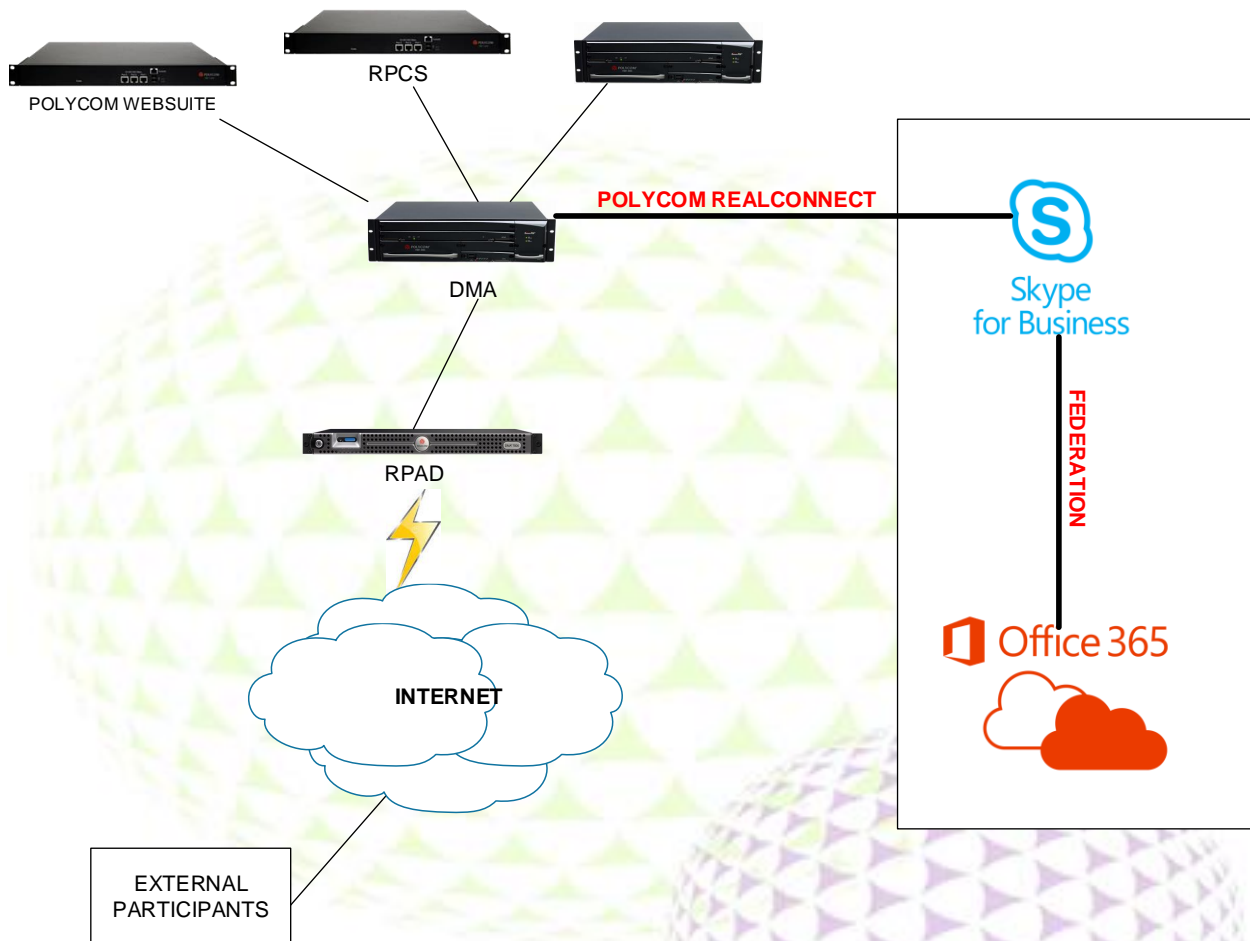 RPCS
POLYCOM WEBSUITE
POLYCOM REALCONNECT
S
Skype
for Business
DMA
FEDERATION
RPAD
Office 365
INTERNET
EXTERNAL
PARTICIPANTS